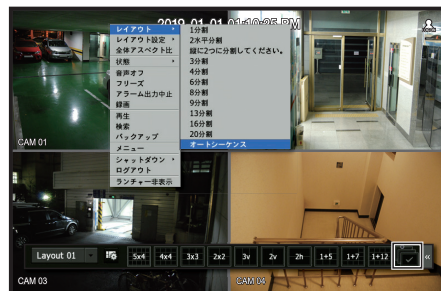 2019-01-01 01:10:25 PM
レイアウト
レイアウト設定
全体アスペクト比
状態
音声オフ
フリーズ
アラーム出力中止
録画
再生
検索
バックアップ
メニュー
シャットダウン
ログアウト
ランチャー非表示
1分割
2水平分割
縦に2つに分割してください。
3分割
4分割
6分割
8分割
9分割
13分割
16分割
20分割
オートシーケンス
CAM 01
Layout 01
5x4
4x4
3x3
2x2
3v
2v
2h
1+5
1+7
1+12
CAM 03
CAM 04